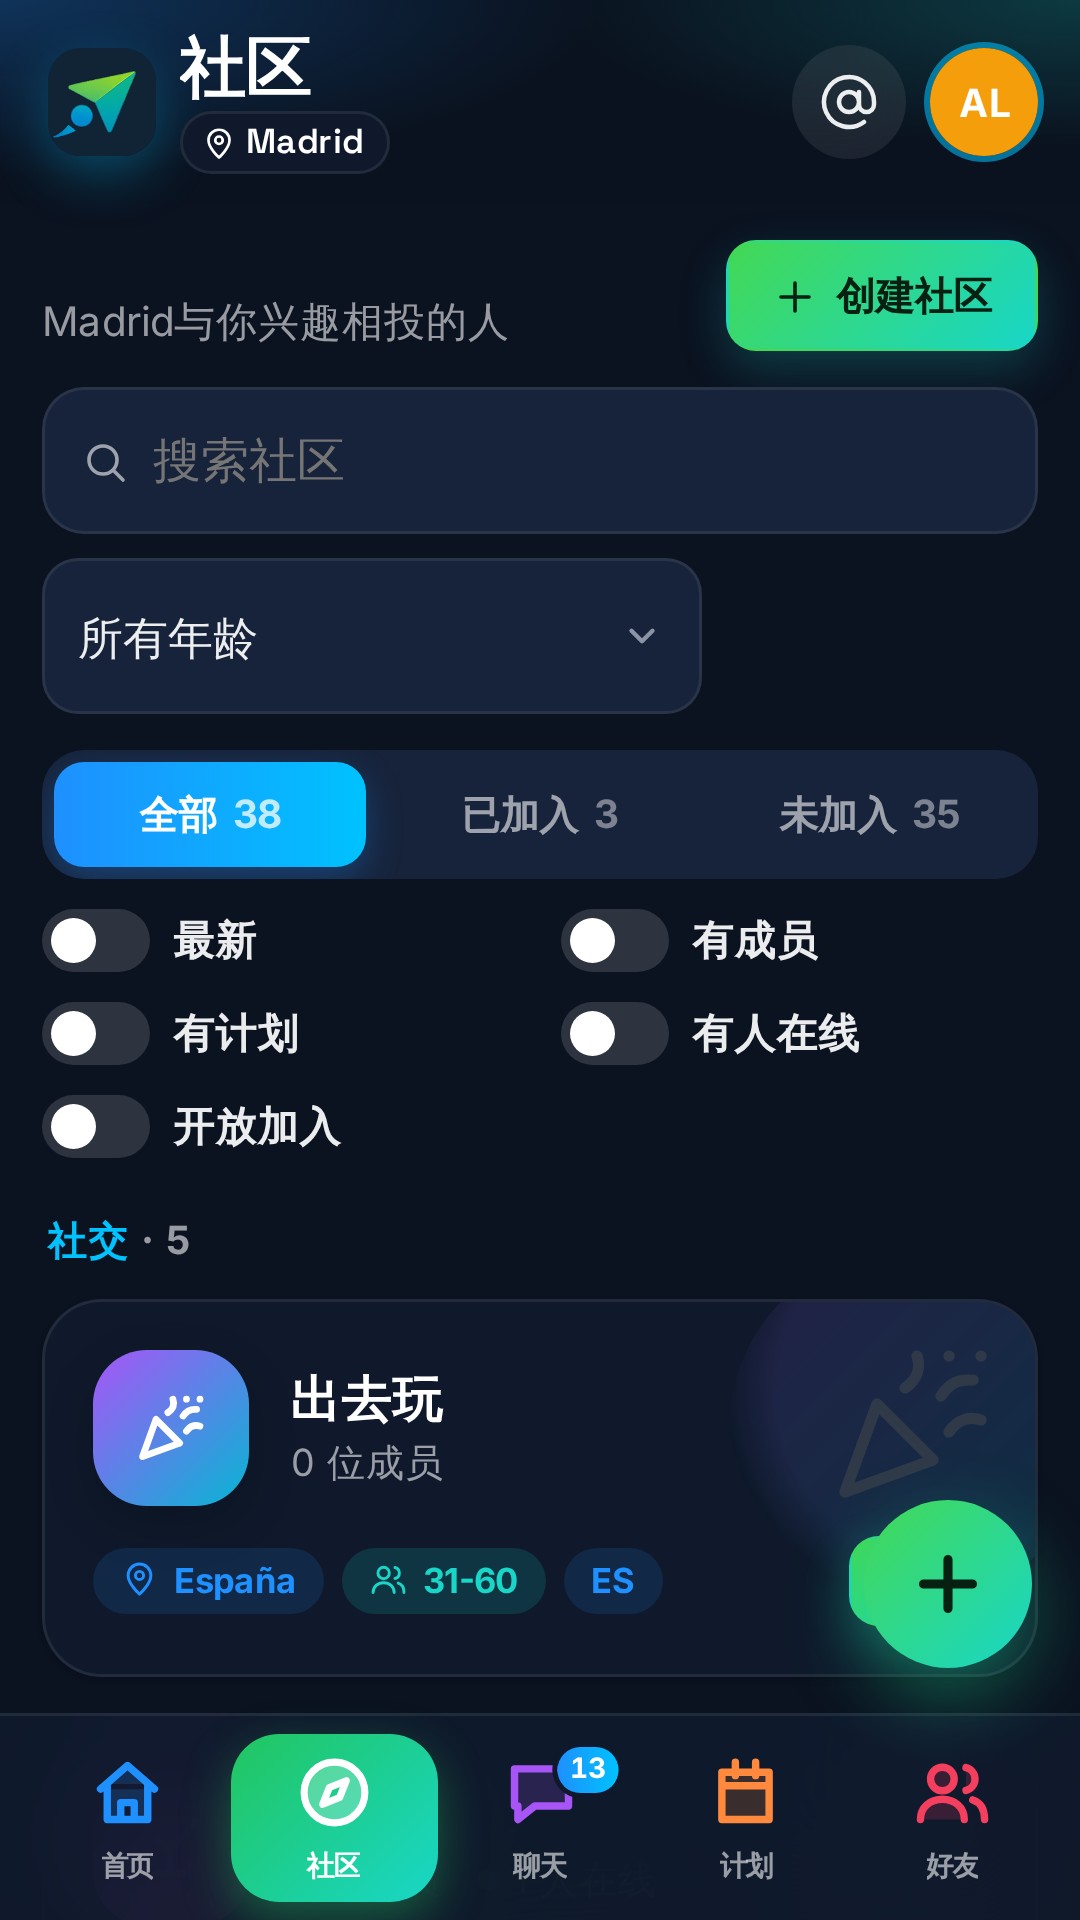 社区
Madrid
@
AL
Madrid与你兴趣相投的人
创建社区
搜索社区
所有年龄
全部 38
已加入 3
未加入 35
最新
有成员
有计划
有人在线
开放加入
社交 · 5
出去玩
0 位成员
España
31-60
ES
13
首页
社区
聊天
计划
好友